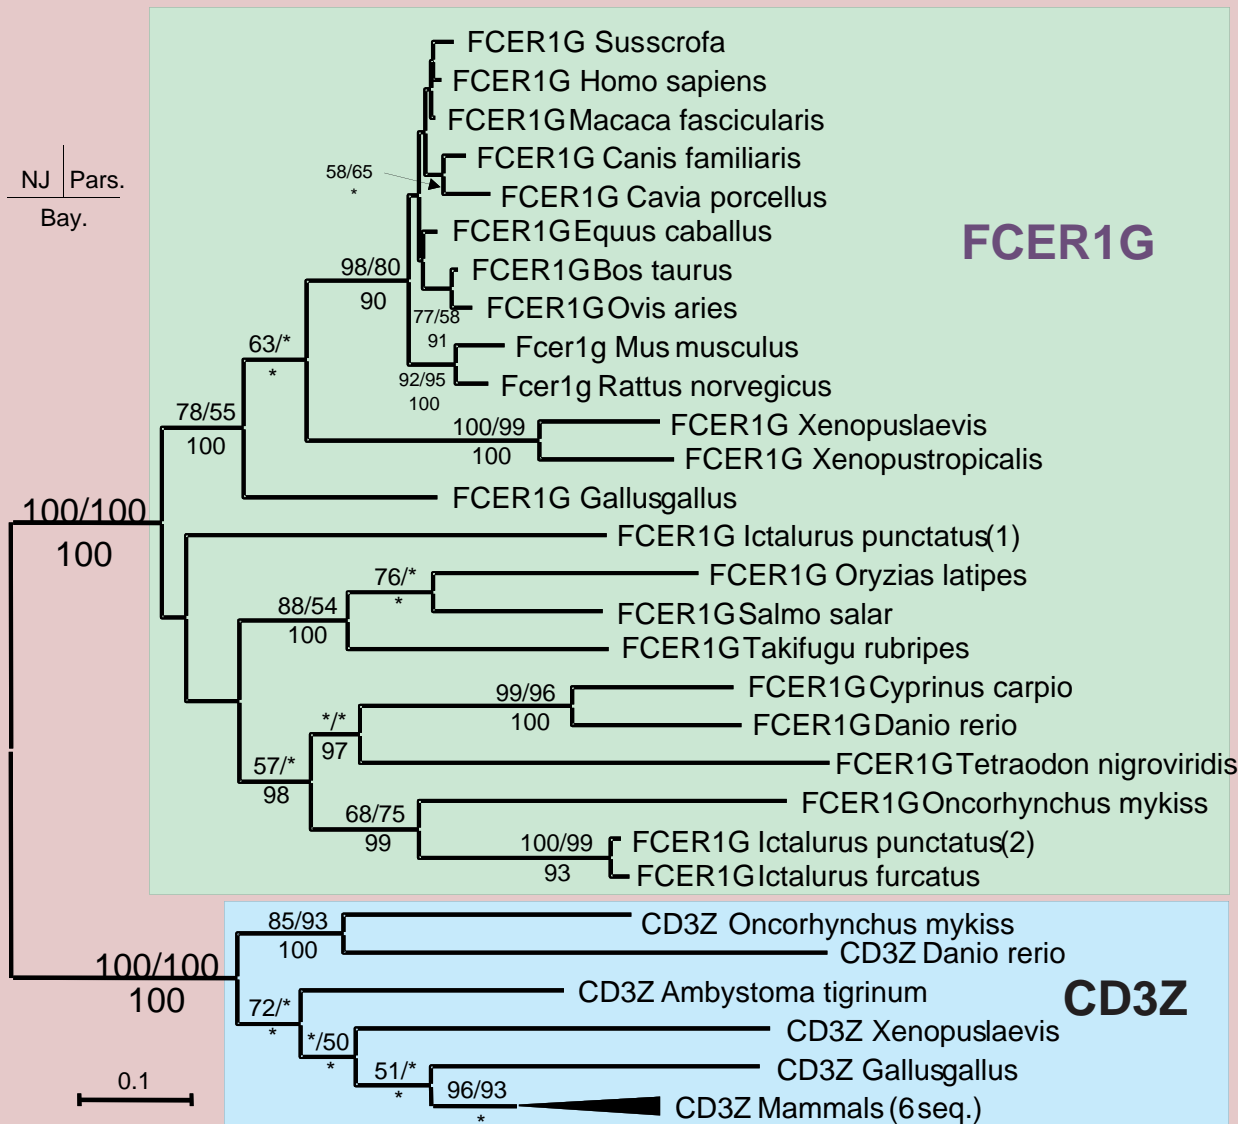 FCER1G Susscrofa
FCER1G Homo sapiens
FCER1G Macaca fascicularis
NJ Pars.
Bay.
58/65
*
FCER1G Canis familiaris
FCER1G Cavia porcellus
FCER1G Equus caballus
FCER1G
98/80
90
FCER1G Bos taurus
FCER1G Ovis aries
77/58
91
63/*
*
Fcer1g Mus musculus
92/95
100
Fcer1g Rattus norvegicus
78/55
100
100/99
100
FCER1G Xenopuslaevis
FCER1G Xenopustropicalis
FCER1G Gallusgallus
100/100
100
FCER1G Ictalurus punctatus(1)
76/*
*
FCER1G Oryzias latipes
88/54
100
FCER1G Salmo salar
FCER1G Takifugu rubripes
99/96
100
FCER1G Cyprinus carpio
FCER1G Danio rerio
*/*
97
57/*
98
FCER1G Tetraodon nigroviridis
FCER1G Oncorhynchus mykiss
68/75
99
100/99
93
FCER1G Ictalurus punctatus(2)
FCER1G Ictalurus furcatus
85/93
100
CD3Z Oncorhynchus mykiss
CD3Z Danio rerio
100/100
100
CD3Z Ambystoma tigrinum
CD3Z
72/*
*
CD3Z Xenopuslaevis
*/50
*
51/*
*
CD3Z Gallusgallus
96/93
*
CD3Z Mammals (6 seq.)
0.1